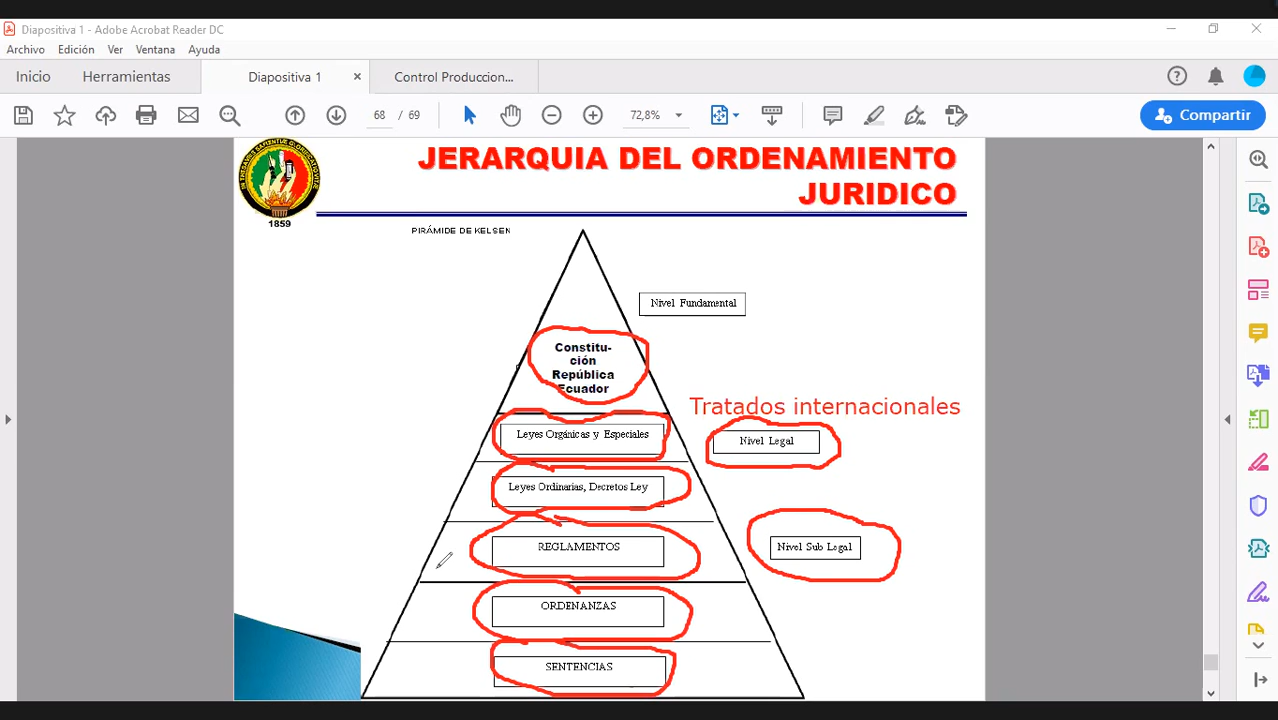 Diapositiva 1 - Adobe Acrobat Reader DC
Archivo Edición Ver Ventana Ayuda
Inicio Herramientas Diapositiva 1 Control Produccion...
68 / 69 72,8% Compartir
JERARQUIA DEL ORDENAMIENTO
JURIDICO
1859
PIRÁMIDE DE KELSEN
Nivel Fundamental
Constitu-
ción
República
Ecuador
Tratados internacionales
Leyes Orgánicas y Especiales
Nivel Legal
Leyes Ordinarias, Decretos Ley
REGLAMENTOS
Nivel Sub Legal
ORDENANZAS
SENTENCIAS